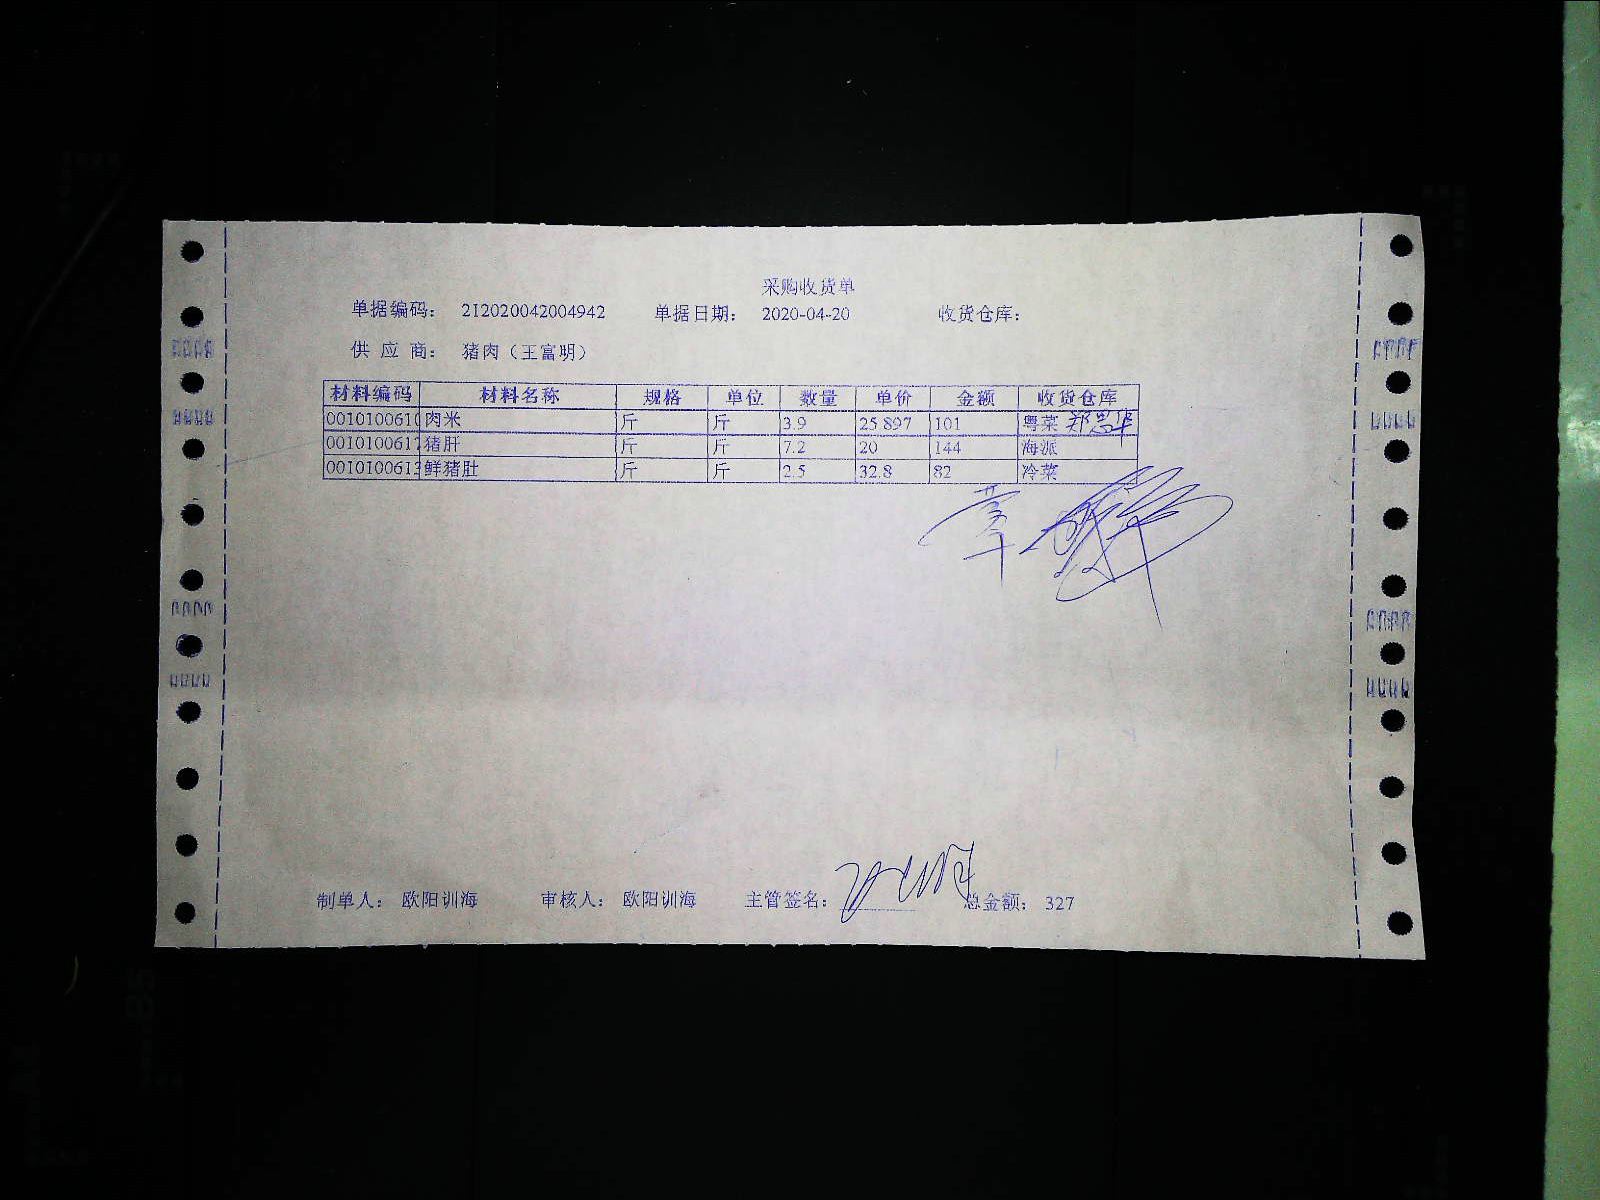 采购收货单
单据编码： 212020042004942 单据日期： 2020-04-20 收货仓库：
供 应 商： 猪肉（王富明）
材料编码 材料名称 规格 单位 数量 单价 金额 收货仓库
001010061 肉米 斤 斤 3.9 25.897 101 粤菜
001010061 猪肝 斤 斤 7.2 20 144 海派
001010061 鲜猪肚 斤 斤 2.5 32.8 82 冷菜
制单人： 欧阳训海 审核人： 欧阳训海 主管签名： 总金额： 327